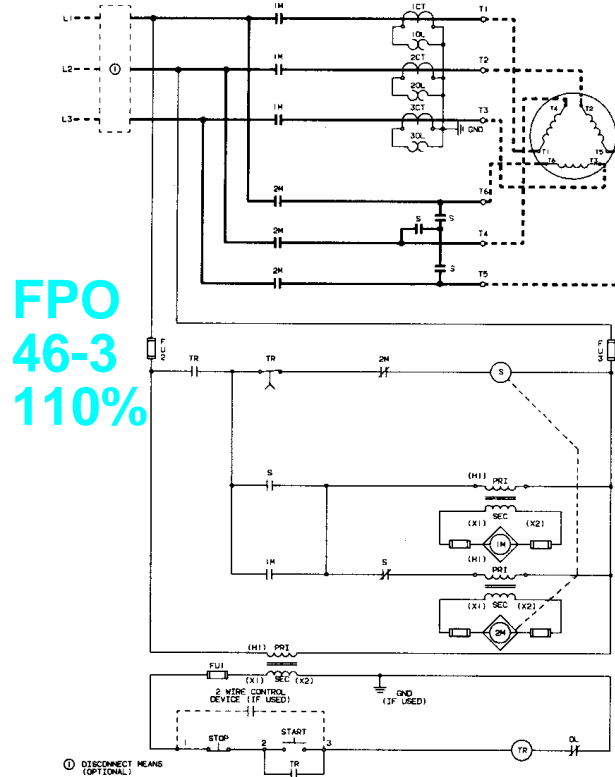 L1 1M 1CT T1
1OL
L2 1 2M 2CT T2
1M
2OL
T4 T2
L3 1M 3CT T3
3OL GND
T1 T5
T6 T3
2M T6
S S
2M T4
S
2M T5
FPO
46-3
110%
FU2 FU3
TR TR 2M S
S (H1) PRI
SEC
(X1) (X2)
1M
1M S (H1) PRI
(X1) SEC (X2)
2M
(H1) PRI
FU1 (X1) SEC (X2)
GND
(IF USED)
2 WIRE CONTROL
DEVICE (IF USED)
1 STOP 2 START 3
TR OL
TR
1 DISCONNECT MEANS
(OPTIONAL)